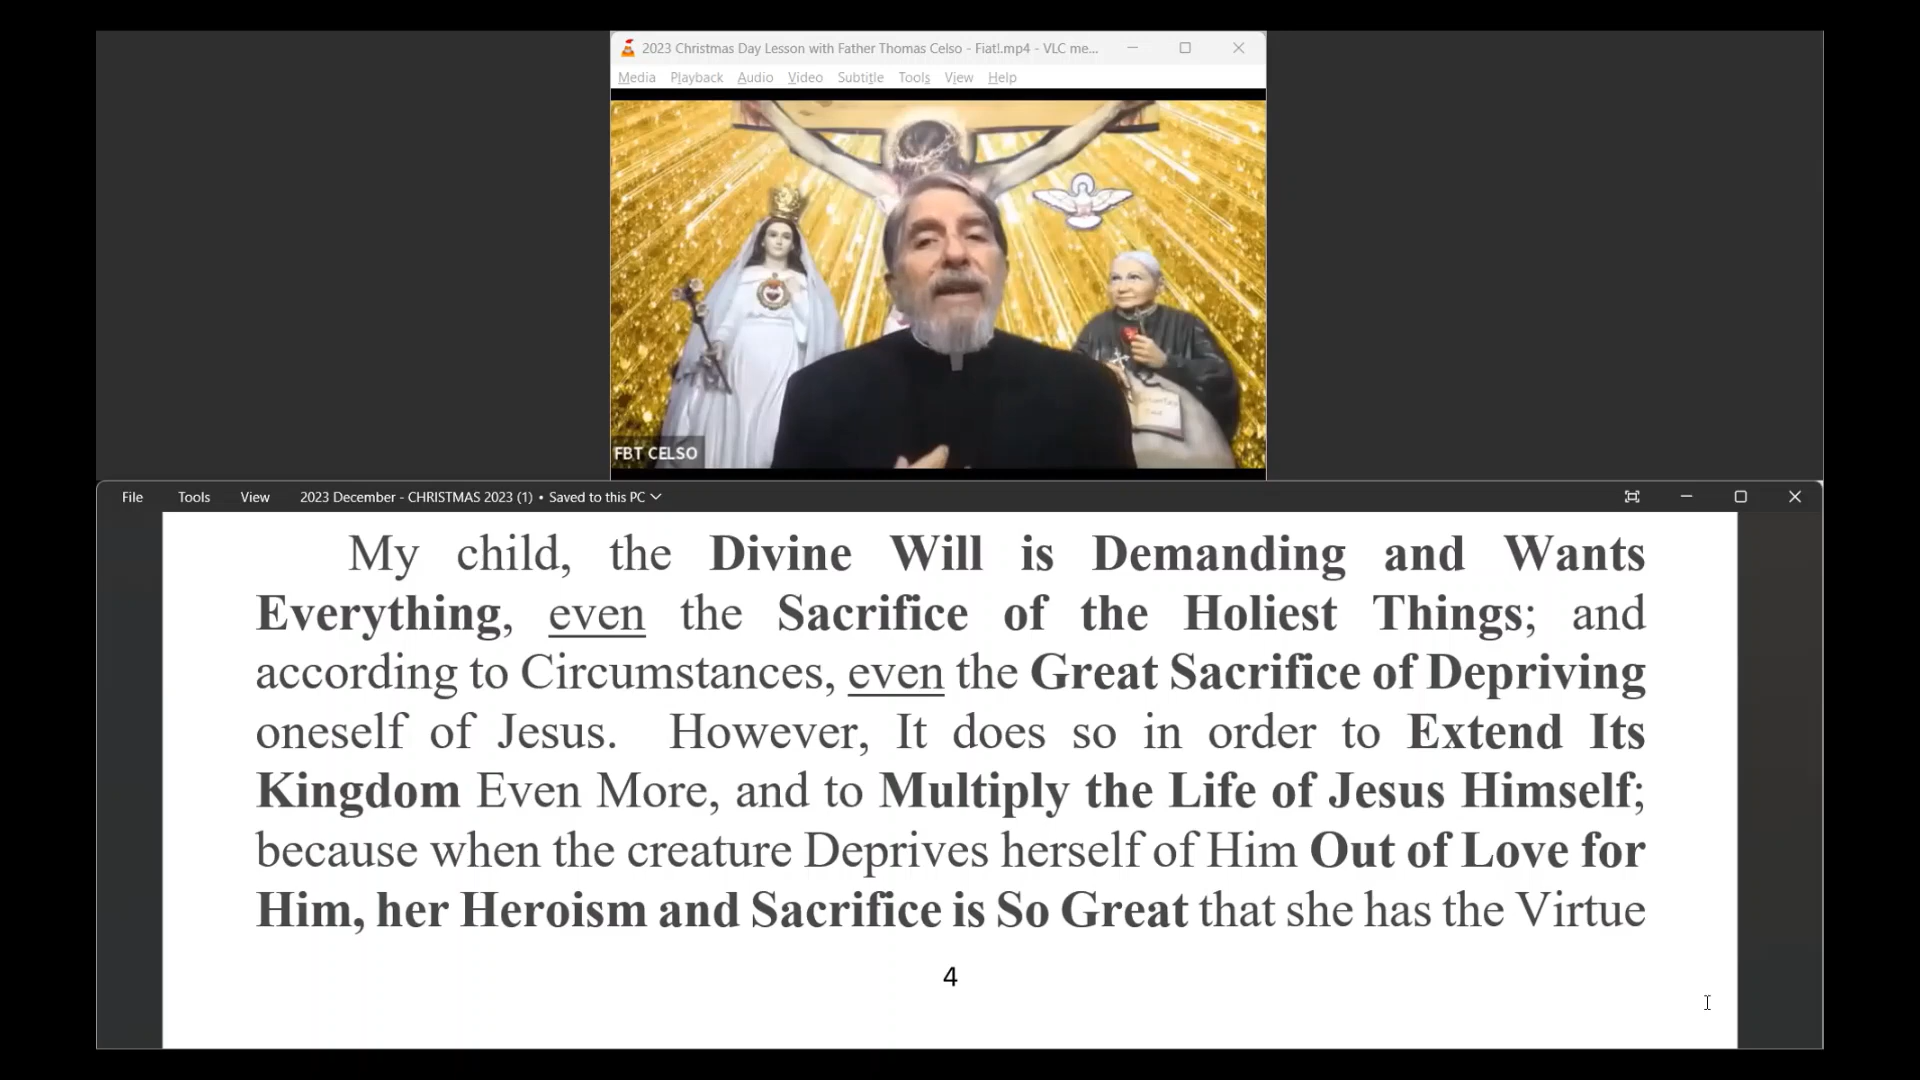 2023 Christmas Day Lesson with Father Thomas Celso - Fiat!.mp4 - VLC me...
Media Playback Audio Video Subtitle Tools View Help
FBT CELSO
File Tools View 2023 December - CHRISTMAS 2023 (1) • Saved to this PC
My child, the Divine Will is Demanding and Wants
Everything, even the Sacrifice of the Holiest Things; and
according to Circumstances, even the Great Sacrifice of Depriving
oneself of Jesus. However, It does so in order to Extend Its
Kingdom Even More, and to Multiply the Life of Jesus Himself;
because when the creature Deprives herself of Him Out of Love for
Him, her Heroism and Sacrifice is So Great that she has the Virtue
4